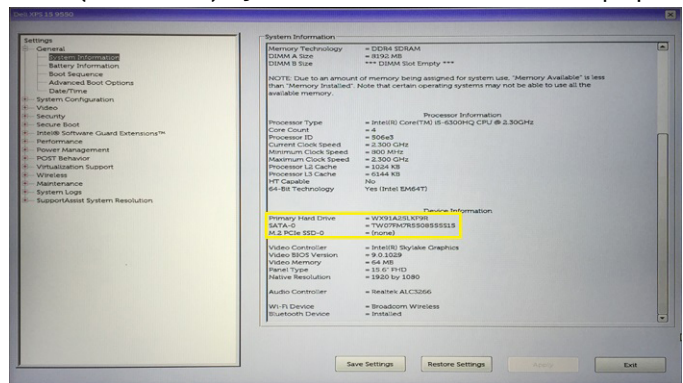 Dell XPS 15 9550
Settings
General
System Information
Battery Information
Boot Sequence
Advanced Boot Options
Date/Time
System Configuration
Video
Security
Secure Boot
Intel® Software Guard Extensions™
Performance
Power Management
POST Behavior
Virtualization Support
Wireless
Maintenance
System Logs
SupportAssist System Resolution
System Information
Memory Technology = DDR4 SDRAM
DIMM A Size = 8192 MB
DIMM B Size *** DIMM Slot Empty ***
NOTE: Due to an amount of memory being assigned for system use, "Memory Available" is less
than "Memory Installed". Note that certain operating systems may not be able to use all the
available memory.
Processor Information
Processor Type = Intel(R) Core(TM) i5-6300HQ CPU @ 2.30GHz
Core Count = 4
Processor ID = 506e3
Current Clock Speed = 2.300 GHz
Minimum Clock Speed = 800 MHz
Maximum Clock Speed = 2.300 GHz
Processor L2 Cache = 1024 KB
Processor L3 Cache = 6144 KB
HT Capable No
64-Bit Technology Yes (Intel EM64T)
Device Information
Primary Hard Drive = WX91A25LKF9R
SATA-0 = TW07FM7R5508555S15
M.2 PCIe SSD-0 = (none)
Video Controller = Intel(R) Skylake Graphics
Video BIOS Version = 9.0.1029
Video Memory = 64 MB
Panel Type = 15.6" FHD
Native Resolution = 1920 by 1080
Audio Controller = Realtek ALC3266
Wi-Fi Device = Broadcom Wireless
Bluetooth Device = Installed
Save Settings
Restore Settings
Apply
Exit